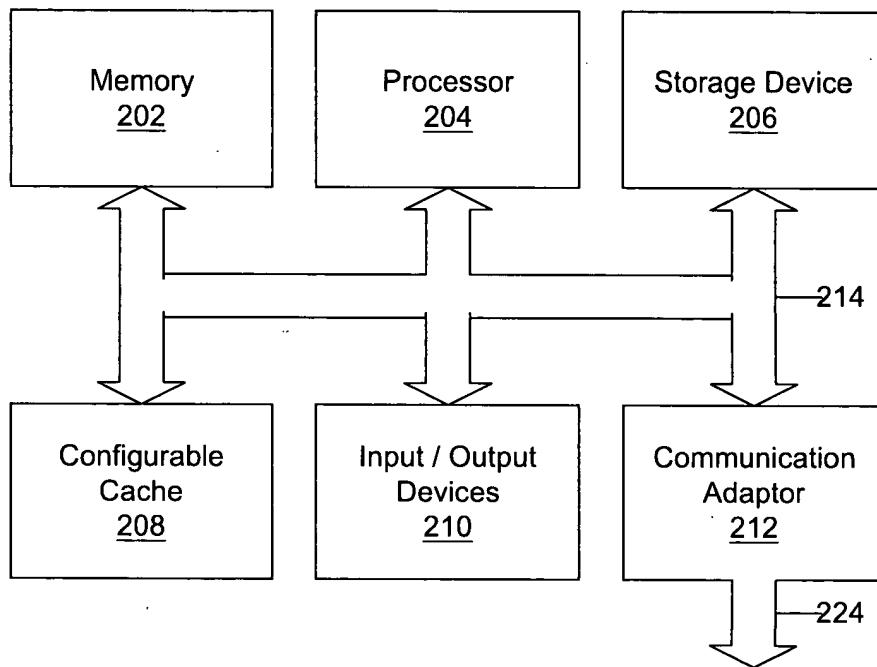 Memory
202
Processor
204
Storage Device
206
214
Configurable
Cache
208
Input / Output
Devices
210
Communication
Adaptor
212
224